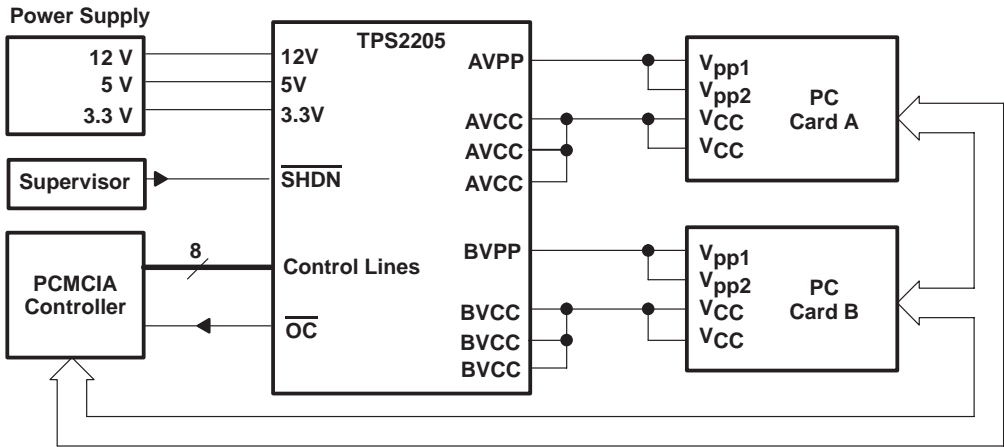 Power Supply
12 V
5 V
3.3 V
Supervisor
PCMCIA
Controller
8
TPS2205
12V
5V
3.3V
SHDN
Control Lines
OC
AVPP
AVCC
AVCC
AVCC
BVPP
BVCC
BVCC
BVCC
Vpp1
Vpp2
VCC
VCC
PC
Card A
Vpp1
Vpp2
VCC
VCC
PC
Card B